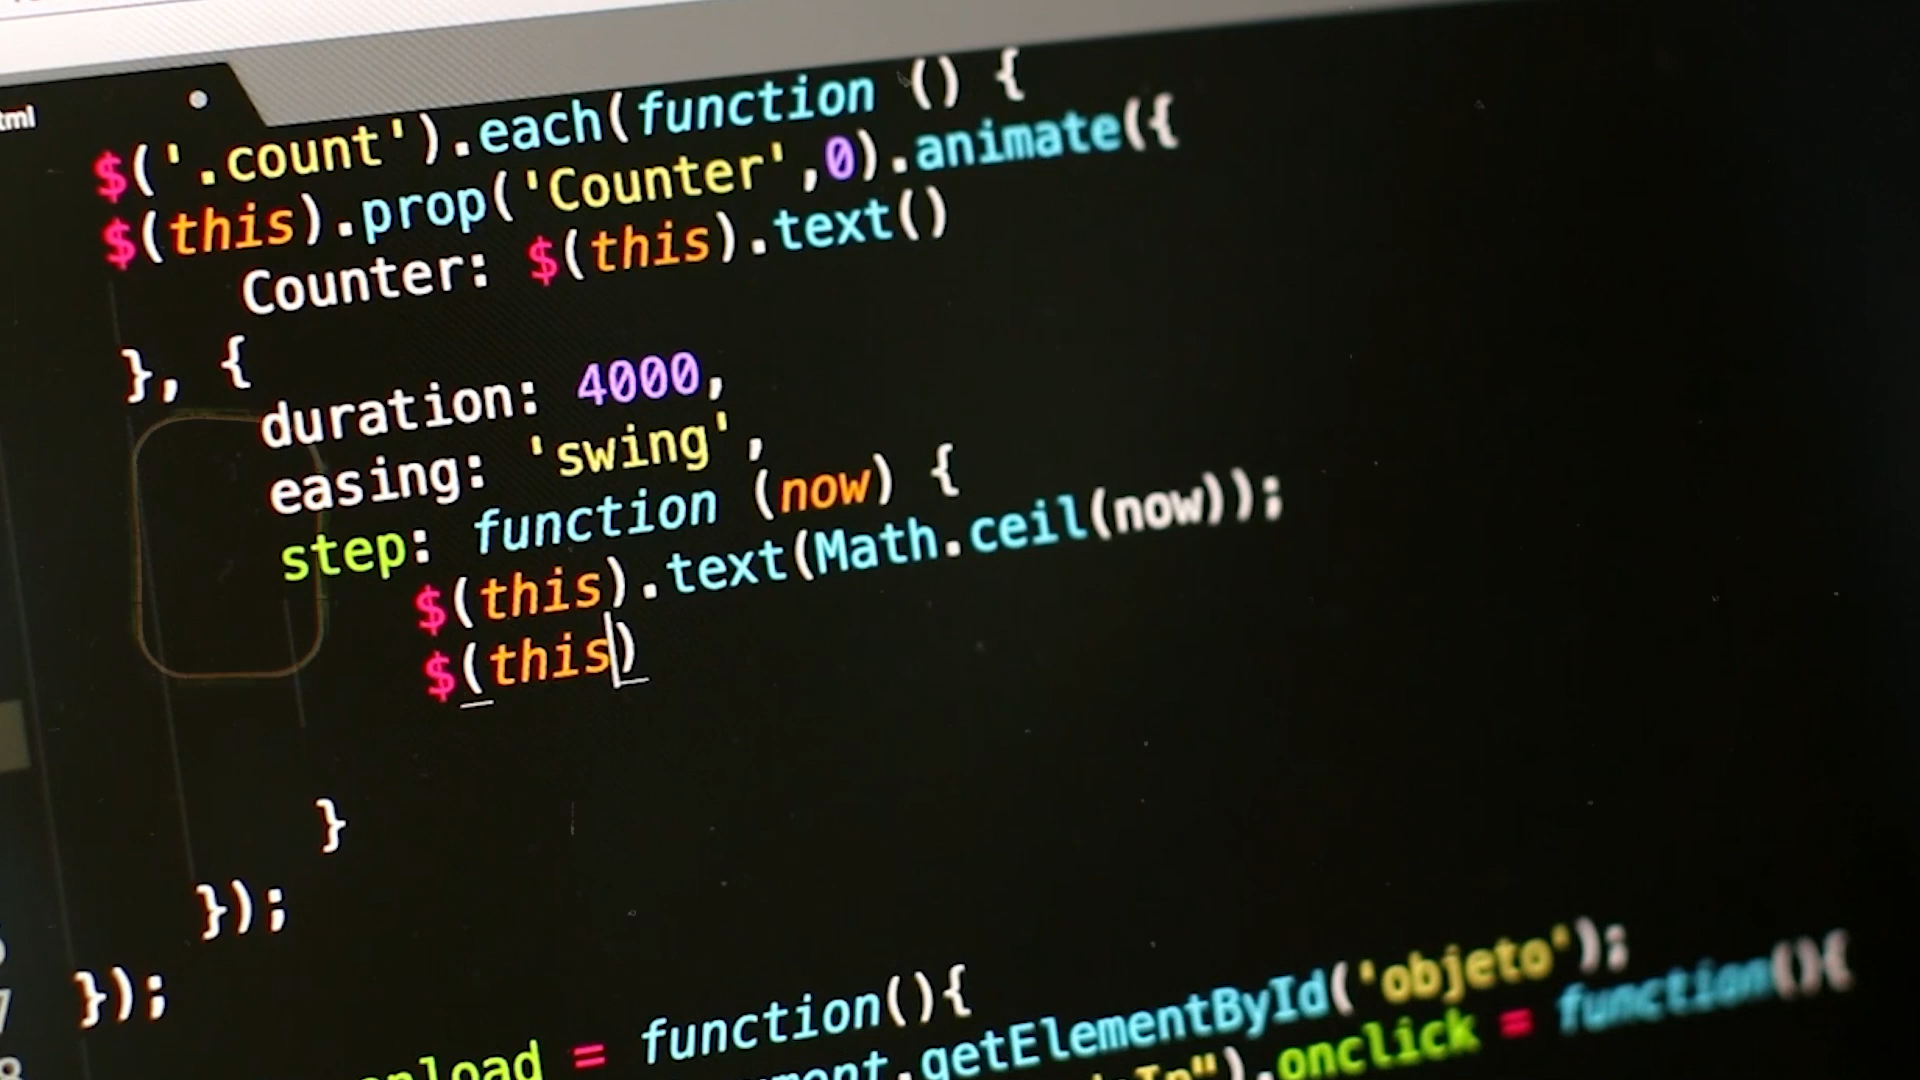 $('.count').each(function () {
$(this).prop('Counter',0).animate({
Counter: $(this).text()
}, {
duration: 4000,
easing: 'swing',
step: function (now) {
$(this).text(Math.ceil(now));
$(this)
}
});
});
= function(){
.getElementById('objeto');
.onclick = function(){